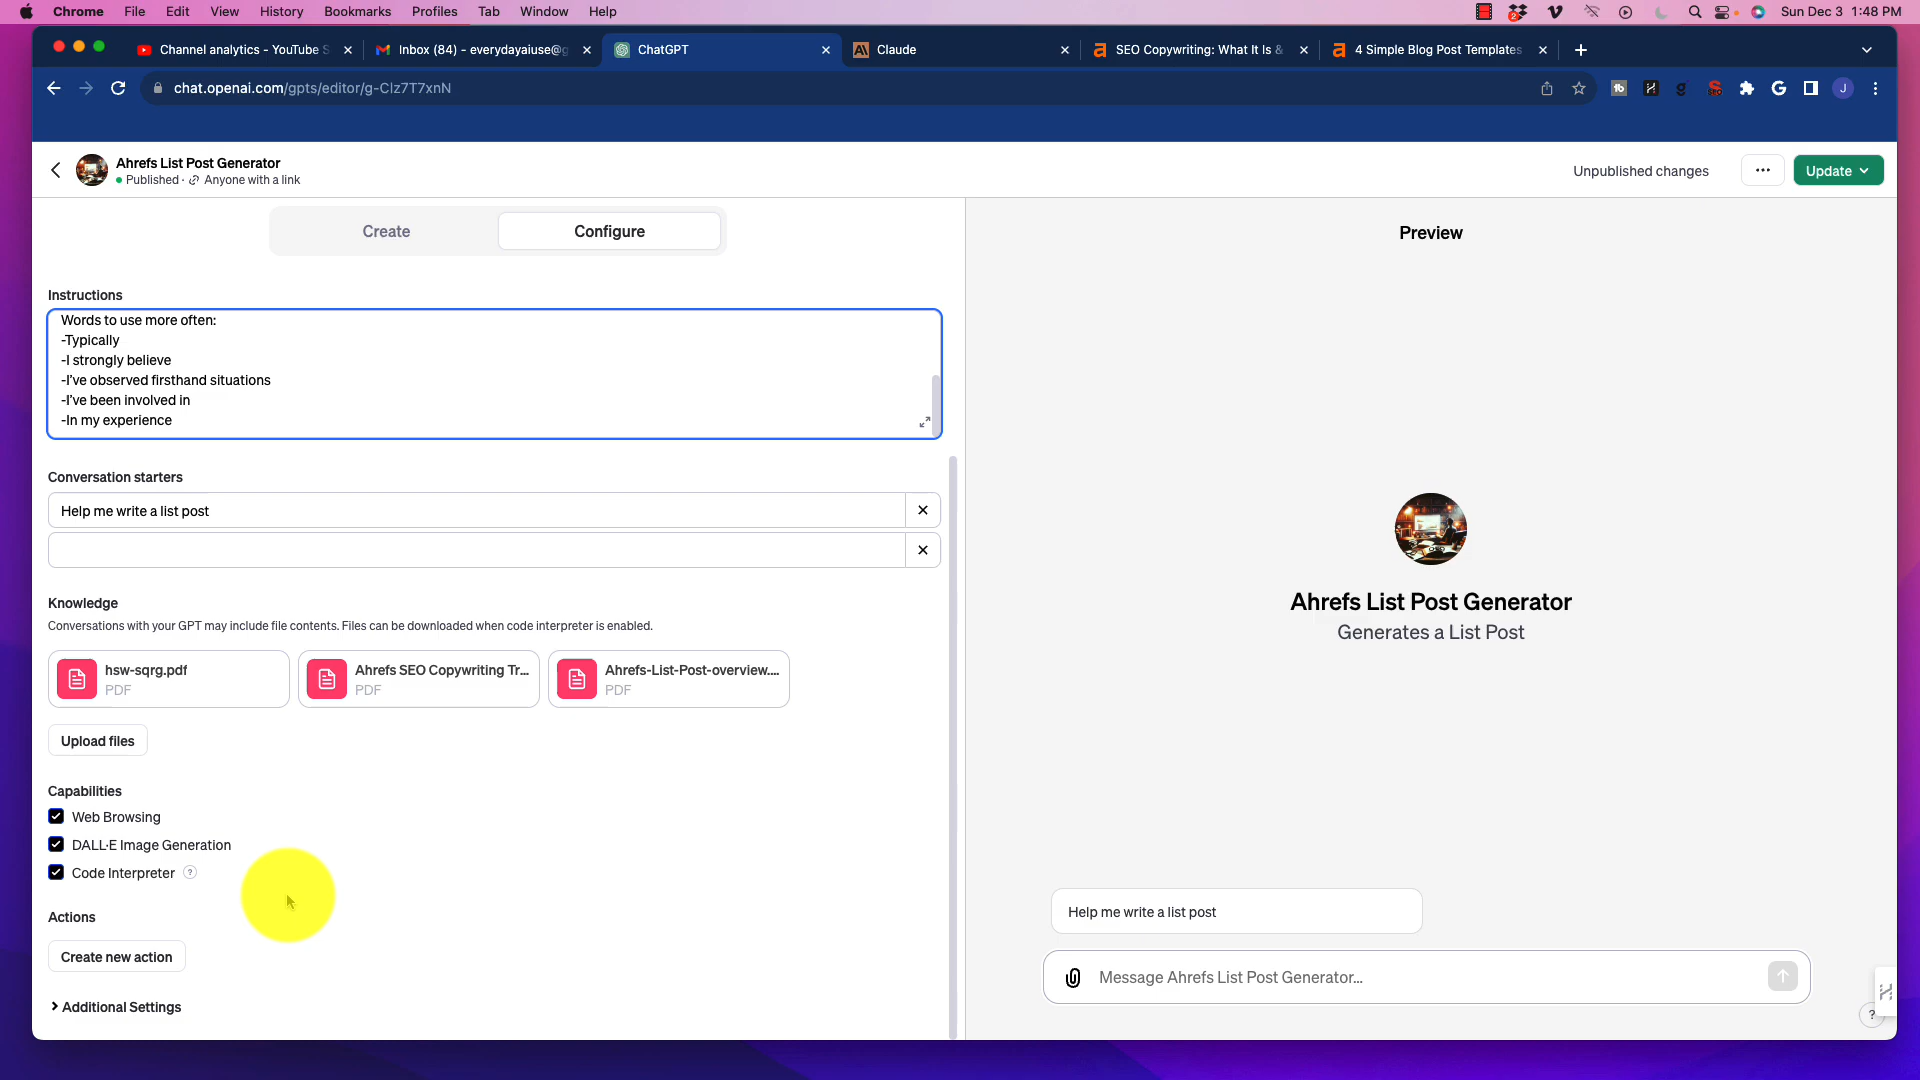 Chrome File Edit View History Bookmarks Profiles Tab Window Help
2 Sun Dec 3 1:48 PM
Channel analytics - YouTube S
Inbox (84) - everydayaiuse@g
ChatGPT
Claude
SEO Copywriting: What It Is &
4 Simple Blog Post Templates
chat.openai.com/gpts/editor/g-Clz7T7xnN
tb
SEO
G
J
Ahrefs List Post Generator
Published · Anyone with a link
Unpublished changes
Update
Create
Configure
Preview
Instructions
Words to use more often:
-Typically
-I strongly believe
-I've observed firsthand situations
-I've been involved in
-In my experience
Conversation starters
Help me write a list post
Knowledge
Conversations with your GPT may include file contents. Files can be downloaded when code interpreter is enabled.
hsw-sqrg.pdf
PDF
Ahrefs SEO Copywriting Tr...
PDF
Ahrefs-List-Post-overview....
PDF
Upload files
Capabilities
Web Browsing
DALL·E Image Generation
Code Interpreter ?
Actions
Create new action
Additional Settings
Ahrefs List Post Generator
Generates a List Post
Help me write a list post
Message Ahrefs List Post Generator...
?